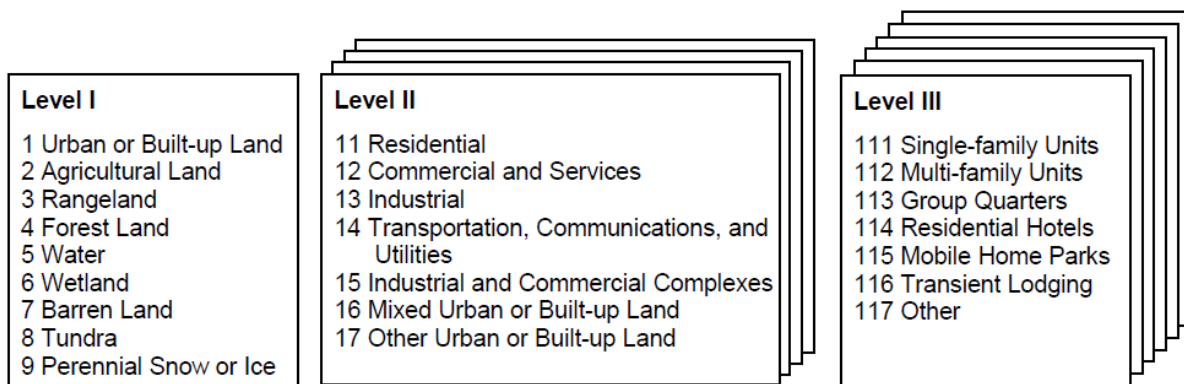 Level I
1 Urban or Built-up Land
2 Agricultural Land
3 Rangeland
4 Forest Land
5 Water
6 Wetland
7 Barren Land
8 Tundra
9 Perennial Snow or Ice
Level II
11 Residential
12 Commercial and Services
13 Industrial
14 Transportation, Communications, and
Utilities
15 Industrial and Commercial Complexes
16 Mixed Urban or Built-up Land
17 Other Urban or Built-up Land
Level III
111 Single-family Units
112 Multi-family Units
113 Group Quarters
114 Residential Hotels
115 Mobile Home Parks
116 Transient Lodging
117 Other